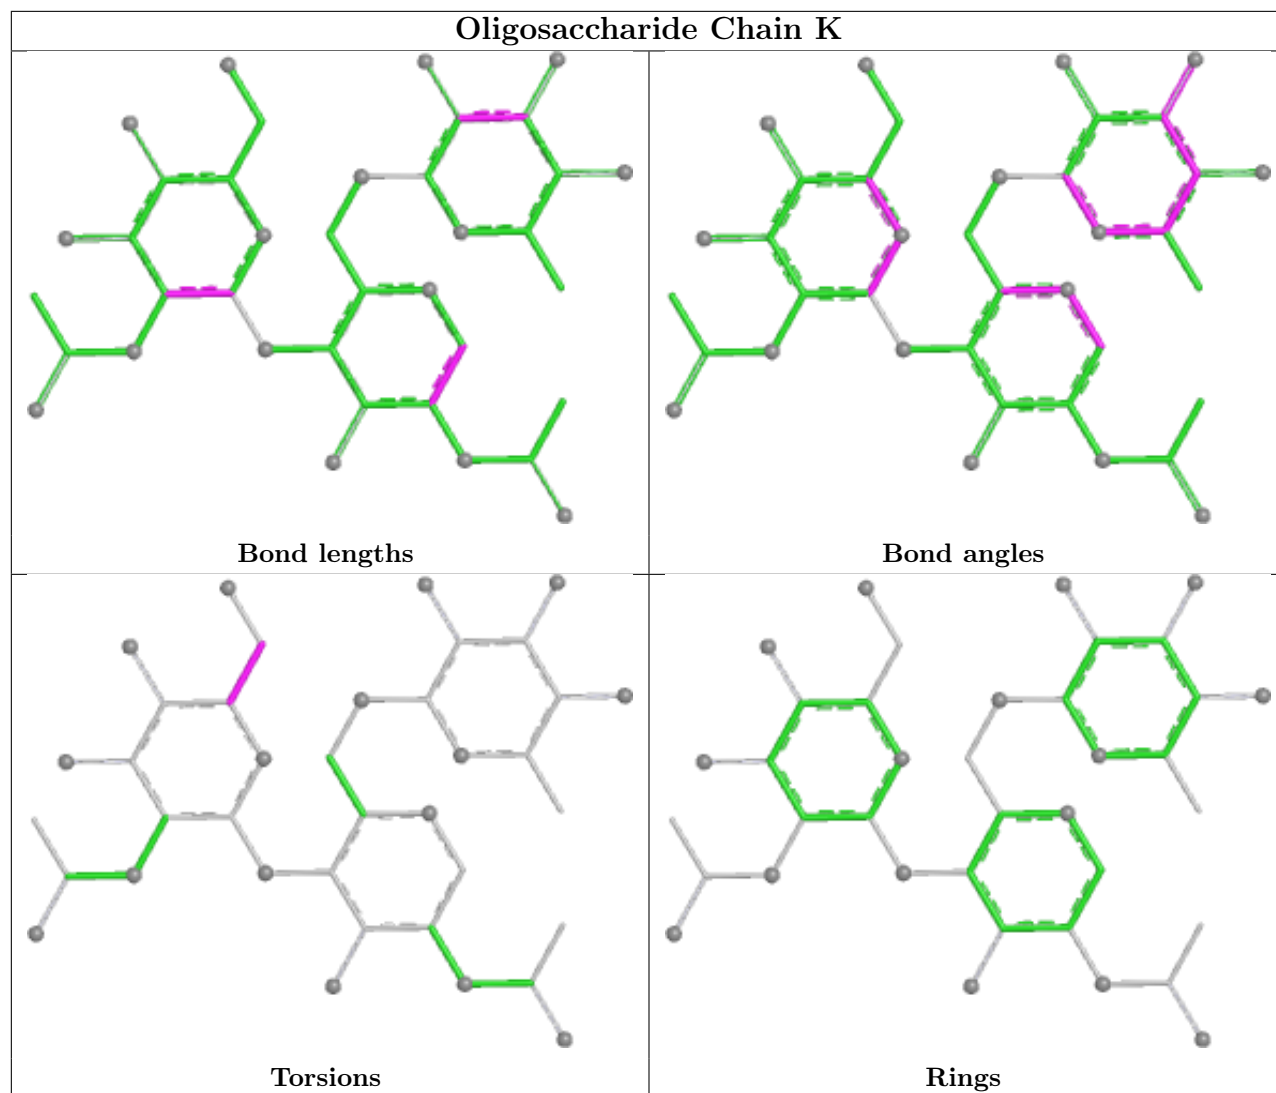 Oligosaccharide Chain K
Bond lengths
Bond angles
Torsions
Rings